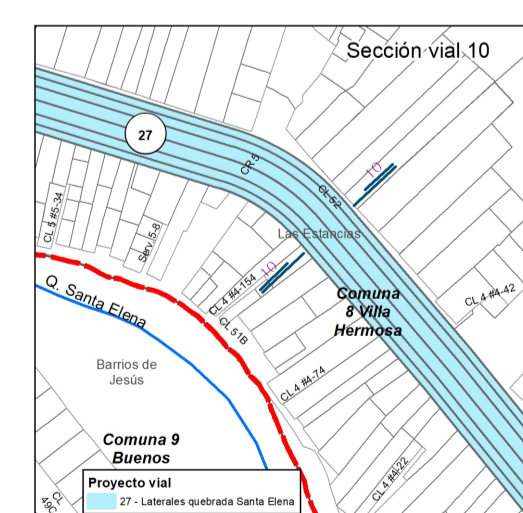 Sección vial 10
27
CR 5
10
CL 52
CL 5 #5-34
Serv. 5-8
Las Estancias
10
CL 4 #4-154
Q. Santa Elena
CL 51B
Comuna
8 Villa
Hermosa
CL 4 #4-42
Barrios de
Jesús
CL 4 #4-74
Comuna 9
Buenos
CL 4 #4-22
Proyecto vial
27 - Laterales quebrada Santa Elena
CL
49C